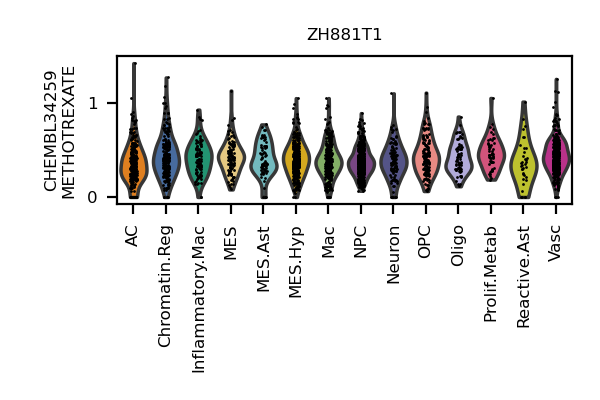 ZH881T1
CHEMBL34259
METHOTREXATE
1
0
AC
Chromatin.Reg
Inflammatory.Mac
MES
MES.Ast
MES.Hyp
Mac
NPC
Neuron
OPC
Oligo
Prolif.Metab
Reactive.Ast
Vasc